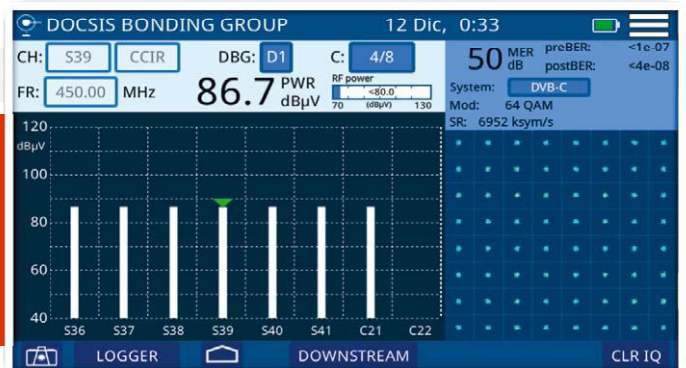 DOCSIS BONDING GROUP 12 Dic, 0:33
CH: S39 CCIR DBG: D1 C: 4/8
FR: 450.00 MHz 86.7 PWR dBµV
RF power
<80.0
70 (dBµV) 130
50 MER dB
preBER: <1e-07
postBER: <4e-08
System: DVB-C
Mod: 64 QAM
SR: 6952 ksym/s
120
dBµV
100
80
60
40
S36 S37 S38 S39 S40 S41 C21 C22
LOGGER DOWNSTREAM CLR IQ